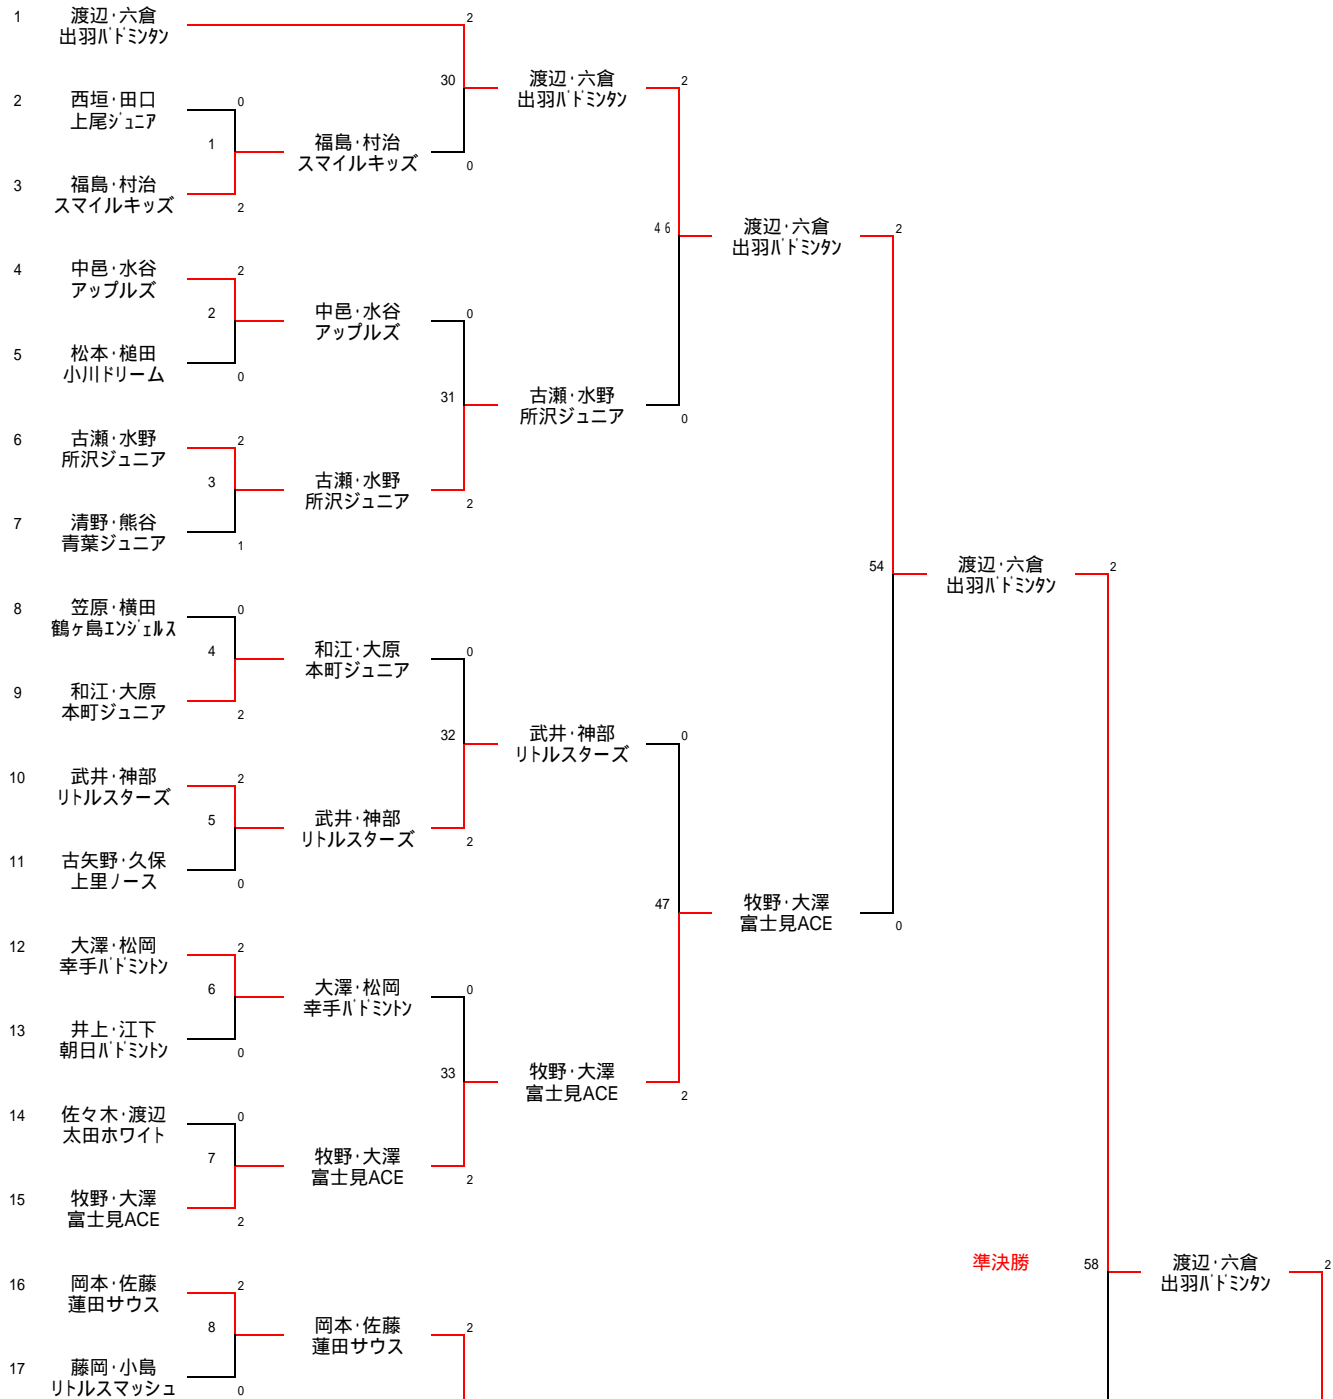 1 渡辺・六倉 2
出羽ﾊﾞﾄﾞﾐﾝﾀﾝ
30 渡辺・六倉 2
出羽ﾊﾞﾄﾞﾐﾝﾀﾝ
2 西垣・田口 0
上尾ｼﾞｭﾆｱ
1 福島・村治 0
スマイルキッズ
3 福島・村治 2
スマイルキッズ
46 渡辺・六倉 2
出羽ﾊﾞﾄﾞﾐﾝﾀﾝ
4 中邑・水谷 2
アップルズ
2 中邑・水谷 0
アップルズ
5 松本・槌田 0
小川ドリーム
31 古瀬・水野 0
所沢ジュニア
6 古瀬・水野 2
所沢ジュニア
3 古瀬・水野 2
所沢ジュニア
7 清野・熊谷 1
青葉ジュニア
54 渡辺・六倉 2
出羽ﾊﾞﾄﾞﾐﾝﾀﾝ
8 笠原・横田 0
鶴ヶ島ｴﾝｼﾞｪﾙｽ
4 和江・大原 0
本町ジュニア
9 和江・大原 2
本町ジュニア
32 武井・神部 0
リトルスターズ
10 武井・神部 2
リトルスターズ
5 武井・神部 2
リトルスターズ
11 古矢野・久保 0
上里ノース
47 牧野・大澤 0
富士見ACE
12 大澤・松岡 2
幸手ﾊﾞﾄﾞﾐﾝﾄﾝ
6 大澤・松岡 0
幸手ﾊﾞﾄﾞﾐﾝﾄﾝ
13 井上・江下 0
朝日ﾊﾞﾄﾞﾐﾝﾄﾝ
33 牧野・大澤 2
富士見ACE
14 佐々木・渡辺 0
太田ホワイト
7 牧野・大澤 2
富士見ACE
15 牧野・大澤 2
富士見ACE
準決勝 58 渡辺・六倉 2
出羽ﾊﾞﾄﾞﾐﾝﾀﾝ
16 岡本・佐藤 2
蓮田サウス
8 岡本・佐藤 2
蓮田サウス
17 藤岡・小島 0
リトルスマッシュ